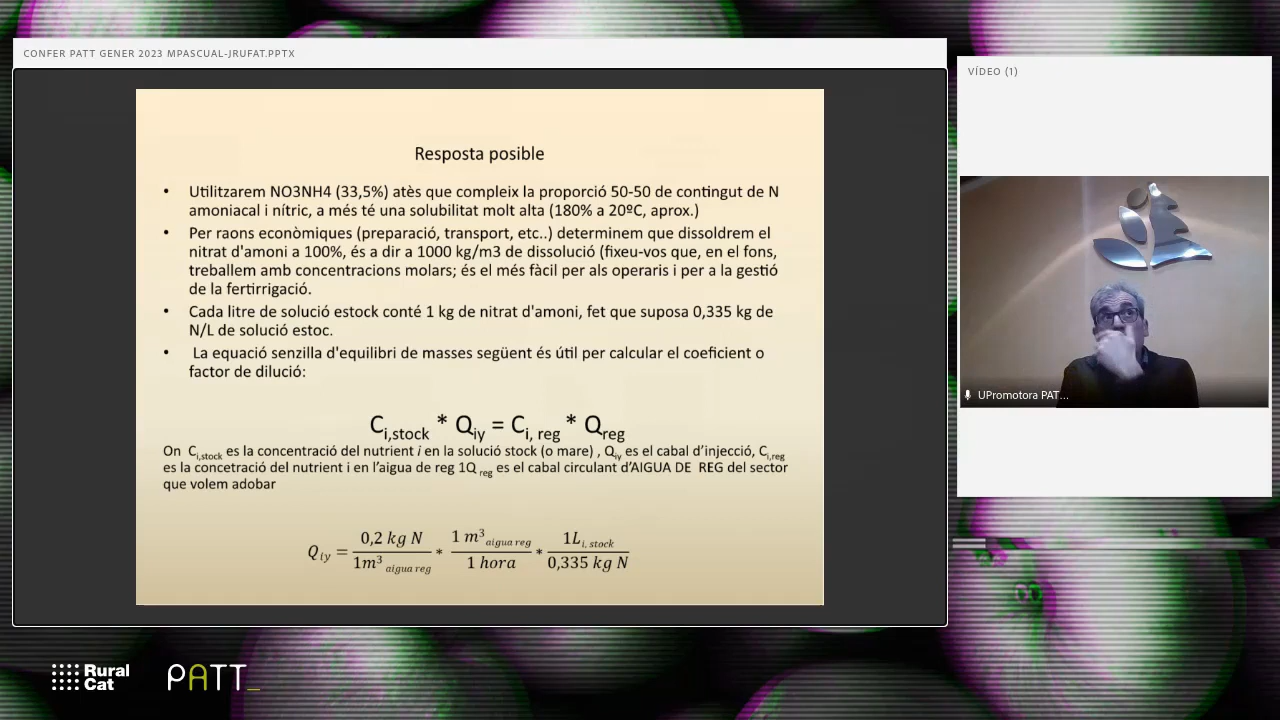 CONFER PATT GENER 2023 MPASCUAL-JRUFAT.PPTX
VÍDEO (1)
Resposta posible
• Utilitzarem NO3NH4 (33,5%) atès que compleix la proporció 50-50 de contingut de N
amoniacal i nítric, a més té una solubilitat molt alta (180% a 20ºC, aprox.)
• Per raons econòmiques (preparació, transport, etc..) determinem que dissoldrem el
nitrat d'amoni a 100%, és a dir a 1000 kg/m3 de dissolució (fixeu-vos que, en el fons,
treballem amb concentracions molars; és el més fàcil per als operaris i per a la gestió
de la fertirrigació.
• Cada litre de solució estock conté 1 kg de nitrat d'amoni, fet que suposa 0,335 kg de
N/L de solució estoc.
• La equació senzilla d'equilibri de masses següent és útil per calcular el coeficient o
factor de dilució:
C i,stock * Q iy = C i, reg * Q reg
On C i,stock es la concentració del nutrient i en la solució stock (o mare) , Q iy es el cabal d'injecció, C i,reg
es la concetració del nutrient i en l'aigua de reg 1Q reg es el cabal circulant d'AIGUA DE REG del sector
que volem adobar
Q iy = 0,2 kg N / 1m³ aigua reg * 1 m³ aigua reg / 1 hora * 1L i, stock / 0,335 kg N
UPromotora PAT...
Rural
Cat
PATT_